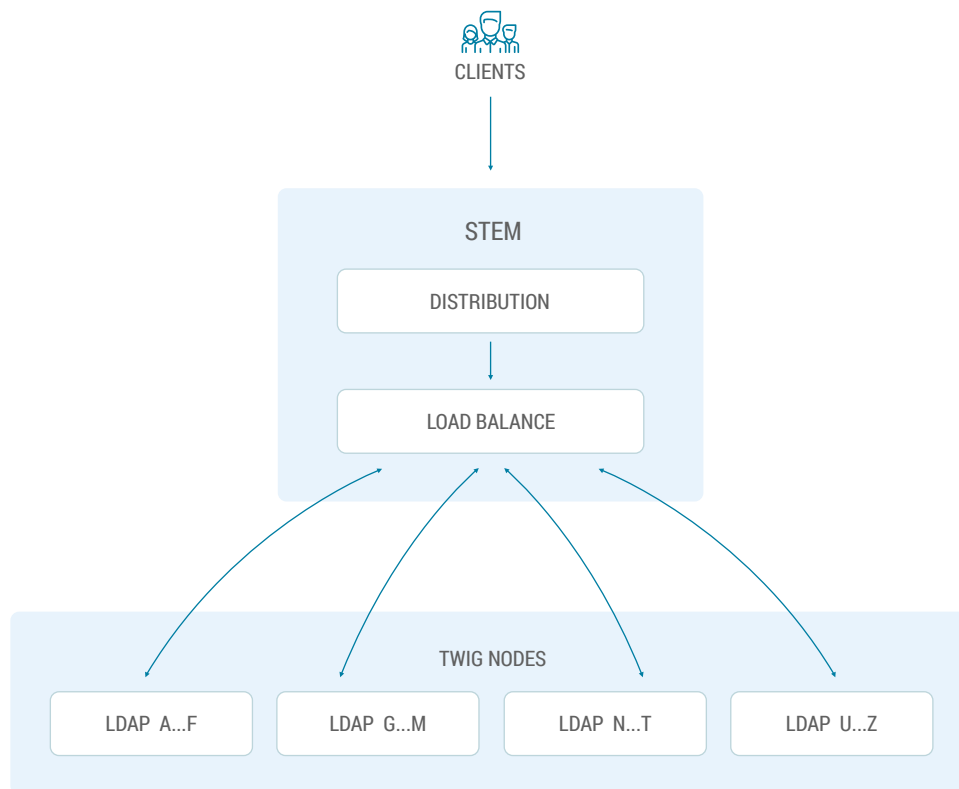 CLIENTS
STEM
DISTRIBUTION
LOAD BALANCE
TWIG NODES
LDAP A...F
LDAP G...M
LDAP N...T
LDAP U...Z